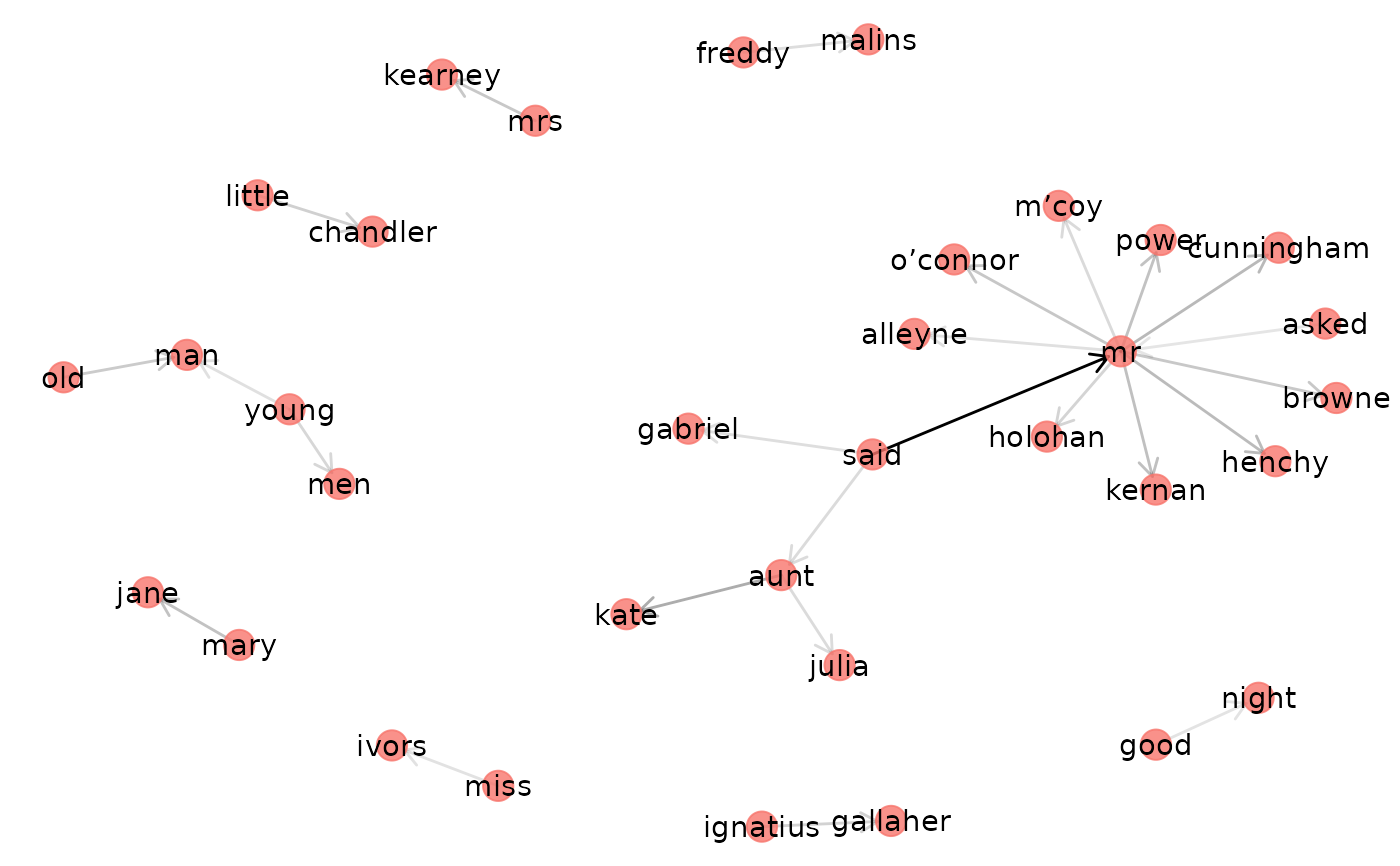 freddy
malins
kearney
mrs
little
chandler
m’coy
power
cunningham
o’connor
alleyne
asked
mr
man
old
young
browne
gabriel
holohan
said
henchy
men
kernan
aunt
jane
kate
mary
julia
night
ivors
good
miss
ignatius
gallaher